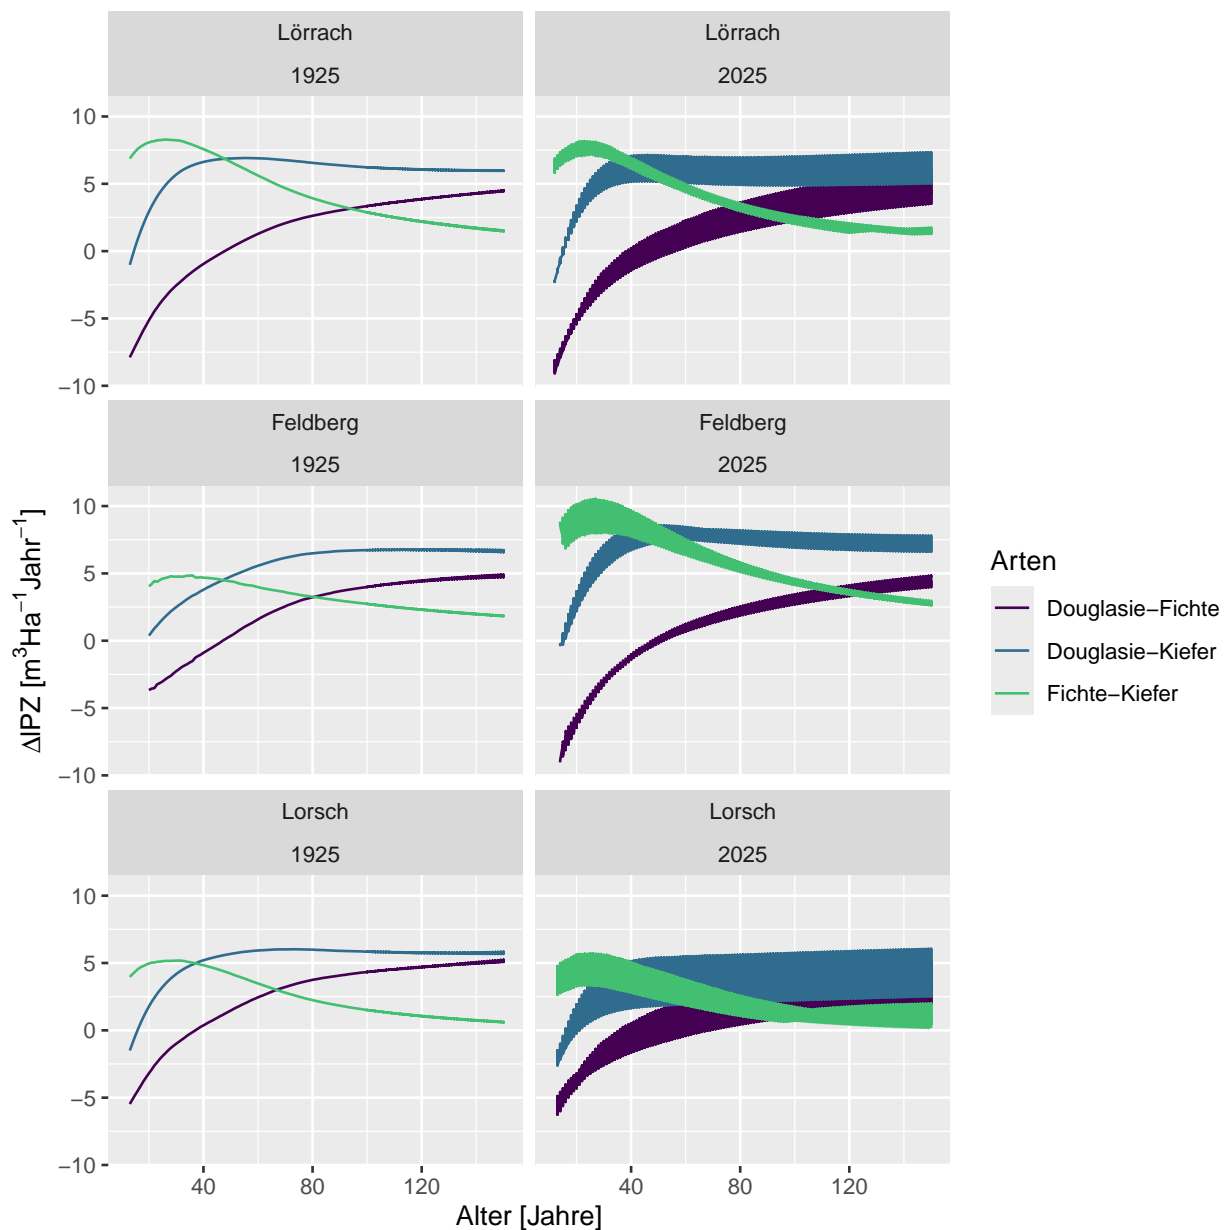 Lörrach
1925
Lörrach
2025
10
5
0
−5
−10
Feldberg
1925
Feldberg
2025
10
5
0
−5
−10
Lorsch
1925
Lorsch
2025
10
5
0
−5
−10
40 80 120
40 80 120
Alter [Jahre]
ΔIPZ [m³Ha⁻¹Jahr⁻¹]
Arten
Douglasie−Fichte
Douglasie−Kiefer
Fichte−Kiefer